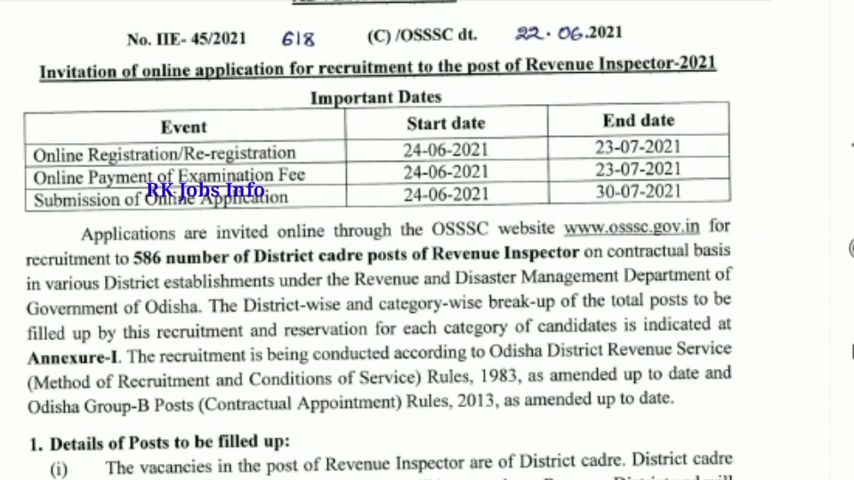 No. IIE- 45/2021 618 (C) /OSSSC dt. 22.06.2021
Invitation of online application for recruitment to the post of Revenue Inspector-2021
Important Dates
Event Start date End date
Online Registration/Re-registration 24-06-2021 23-07-2021
Online Payment of Examination Fee 24-06-2021 23-07-2021
RK Jobs Info
Submission of Online Application 24-06-2021 30-07-2021
Applications are invited online through the OSSSC website www.osssc.gov.in for
recruitment to 586 number of District cadre posts of Revenue Inspector on contractual basis
in various District establishments under the Revenue and Disaster Management Department of
Government of Odisha. The District-wise and category-wise break-up of the total posts to be
filled up by this recruitment and reservation for each category of candidates is indicated at
Annexure-I. The recruitment is being conducted according to Odisha District Revenue Service
(Method of Recruitment and Conditions of Service) Rules, 1983, as amended up to date and
Odisha Group-B Posts (Contractual Appointment) Rules, 2013, as amended up to date.
1. Details of Posts to be filled up:
(i) The vacancies in the post of Revenue Inspector are of District cadre. District cadre